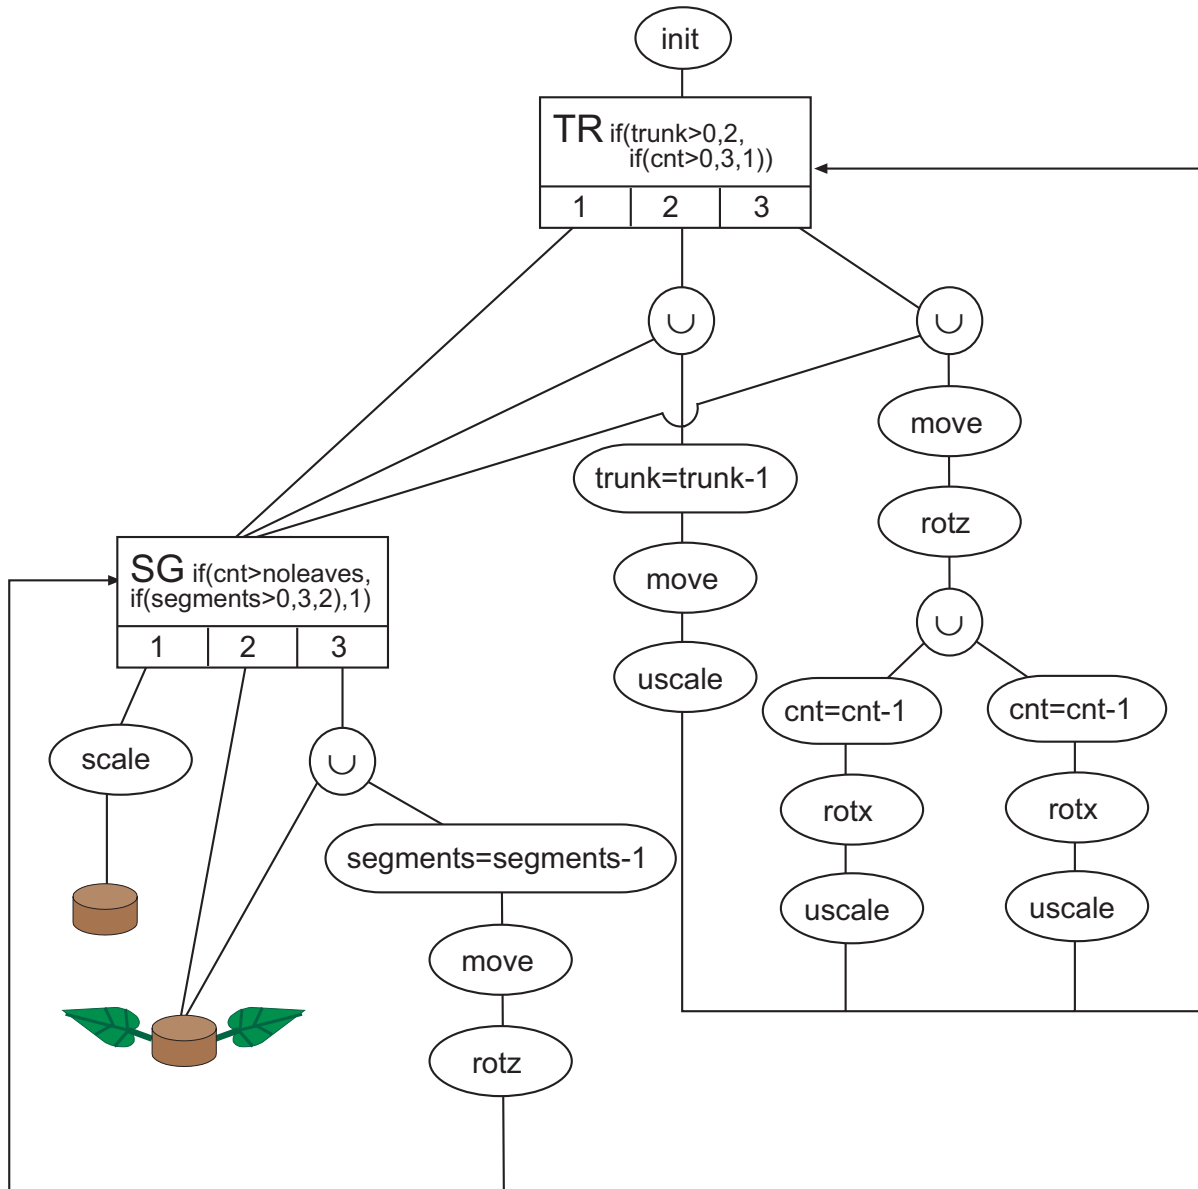 init
TR if(trunk>0,2,
if(cnt>0,3,1))
1 2 3
∪ ∪
move
trunk=trunk-1
rotz
SG if(cnt>noleaves,
if(segments>0,3,2),1)
move
∪
1 2 3
uscale
cnt=cnt-1 cnt=cnt-1
scale
∪
rotx rotx
segments=segments-1
uscale uscale
move
rotz